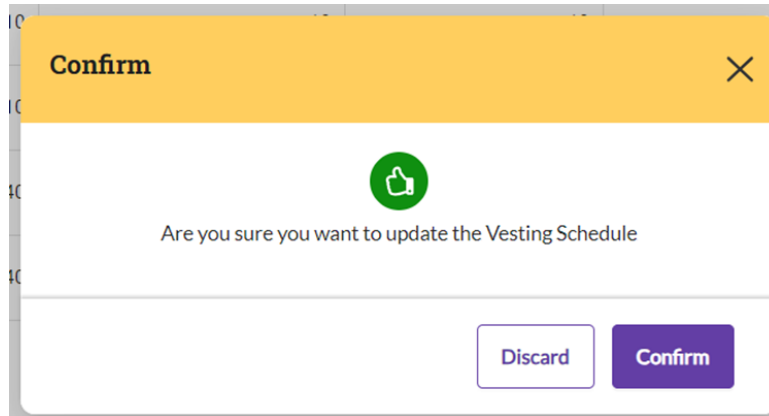 Confirm
Are you sure you want to update the Vesting Schedule
Discard
Confirm